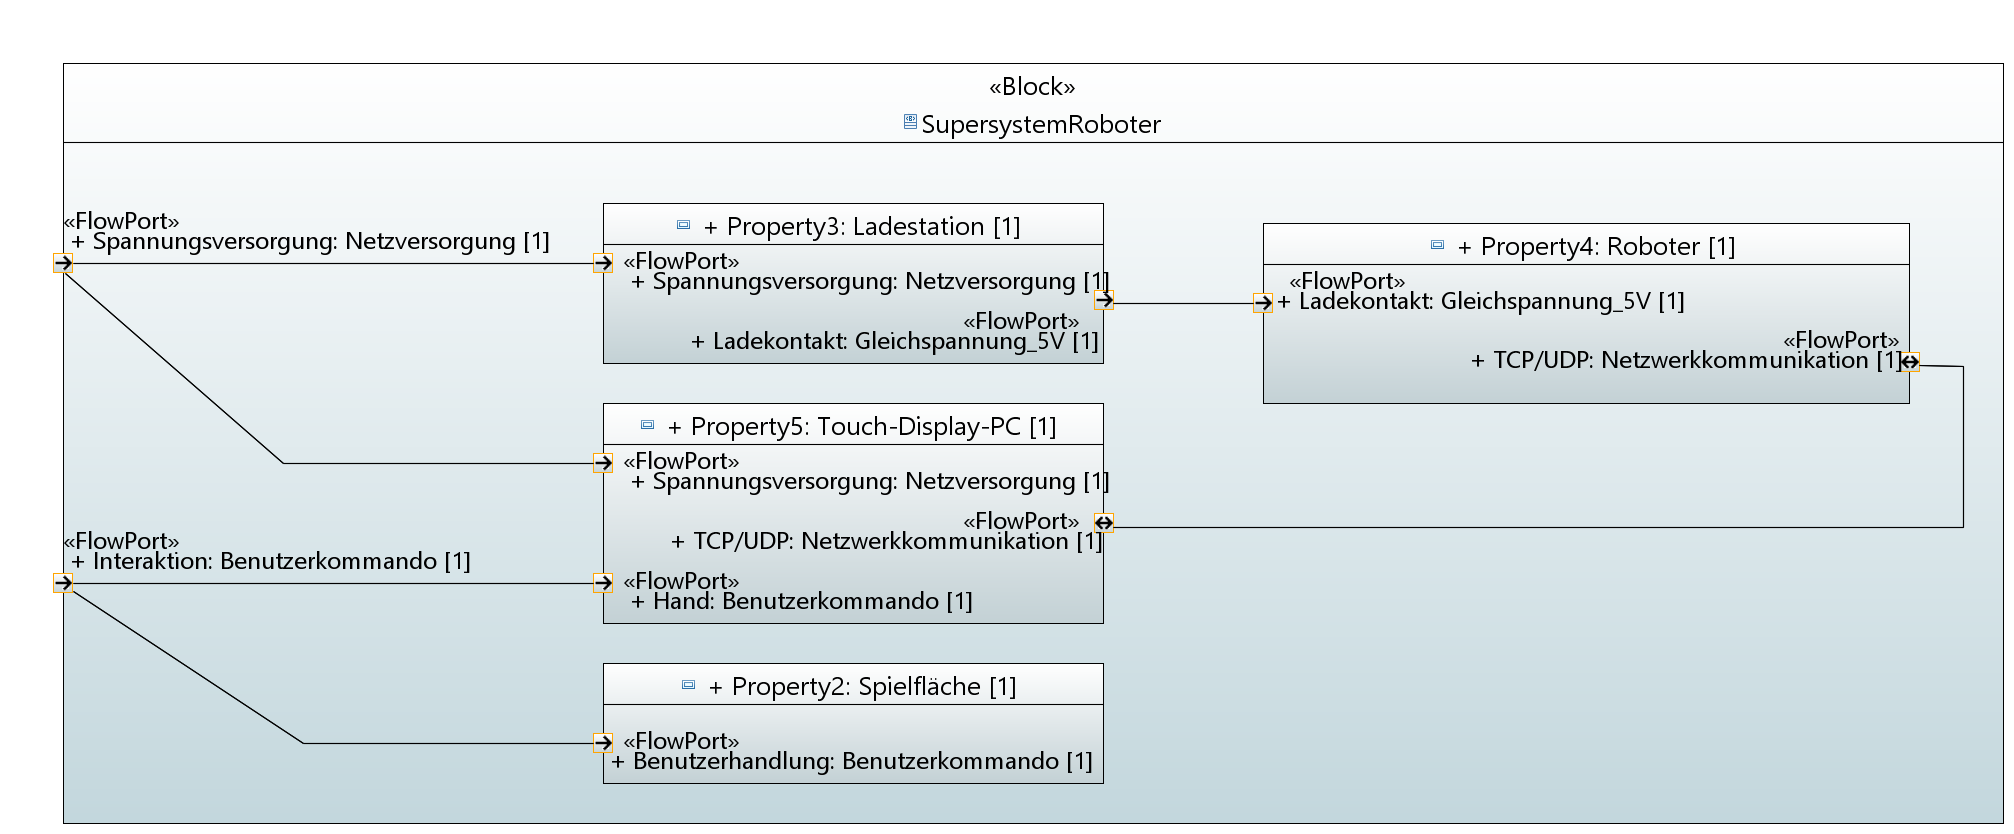 «Block»
SupersystemRoboter
«FlowPort»
+ Spannungsversorgung: Netzversorgung [1]
+ Property3: Ladestation [1]
«FlowPort»
+ Spannungsversorgung: Netzversorgung [1]
«FlowPort»
+ Ladekontakt: Gleichspannung_5V [1]
+ Property4: Roboter [1]
«FlowPort»
+ Ladekontakt: Gleichspannung_5V [1]
«FlowPort»
+ TCP/UDP: Netzwerkkommunikation [1]
+ Property5: Touch-Display-PC [1]
«FlowPort»
+ Spannungsversorgung: Netzversorgung [1]
«FlowPort»
+ TCP/UDP: Netzwerkkommunikation [1]
«FlowPort»
+ Interaktion: Benutzerkommando [1]
«FlowPort»
+ Hand: Benutzerkommando [1]
+ Property2: Spielfläche [1]
«FlowPort»
+ Benutzerhandlung: Benutzerkommando [1]